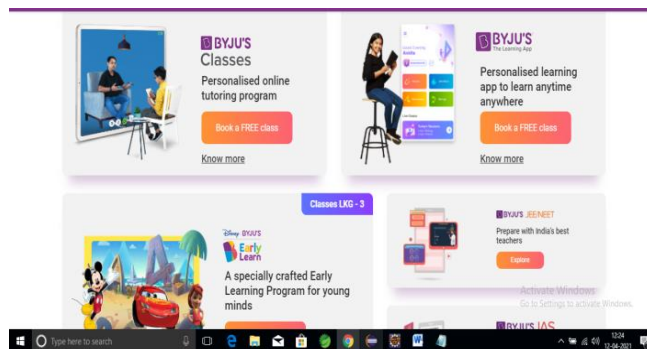 BYJU'S
Classes
Personalised online
tutoring program
Book a FREE class
Know more
BYJU'S
The Learning App
Personalised learning
app to learn anytime
anywhere
Book a FREE class
Know more
Classes LKG - 3
Disney BYJU'S
Early
Learn
A specially crafted Early
Learning Program for young
minds
BYJU'S JEE/NEET
Prepare with India's best
teachers
Explore
BYJU'S IAS
Activate Windows
Go to Settings to activate Windows.
Type here to search
12:24
12-04-2021